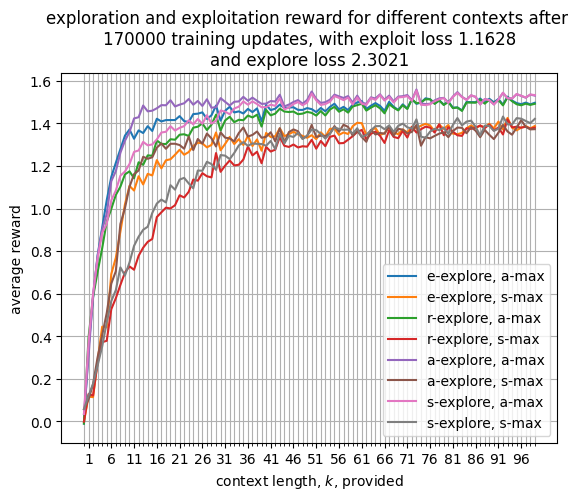 exploration and exploitation reward for different contexts after
170000 training updates, with exploit loss 1.1628
and explore loss 2.3021
1.6
1.4
1.2
1.0
0.8
0.6
0.4
0.2
0.0
average reward
e-explore, a-max
e-explore, s-max
r-explore, a-max
r-explore, s-max
a-explore, a-max
a-explore, s-max
s-explore, a-max
s-explore, s-max
1 6 11 16 21 26 31 36 41 46 51 56 61 66 71 76 81 86 91 96
context length, k, provided